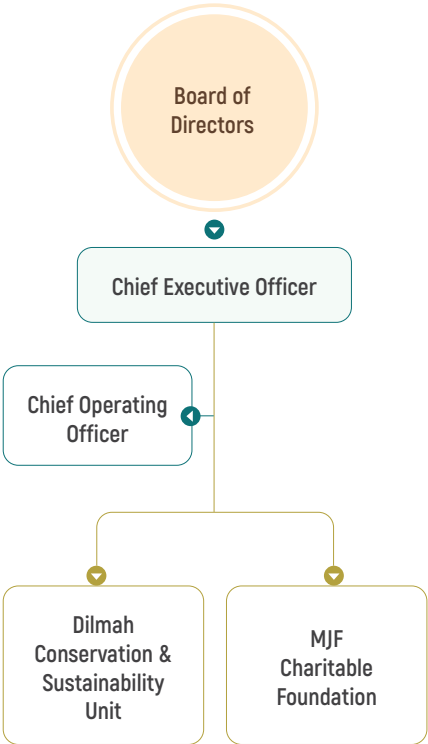 Board of
Directors
Chief Executive Officer
Chief Operating
Officer
Dilmah
Conservation &
Sustainability
Unit
MJF
Charitable
Foundation